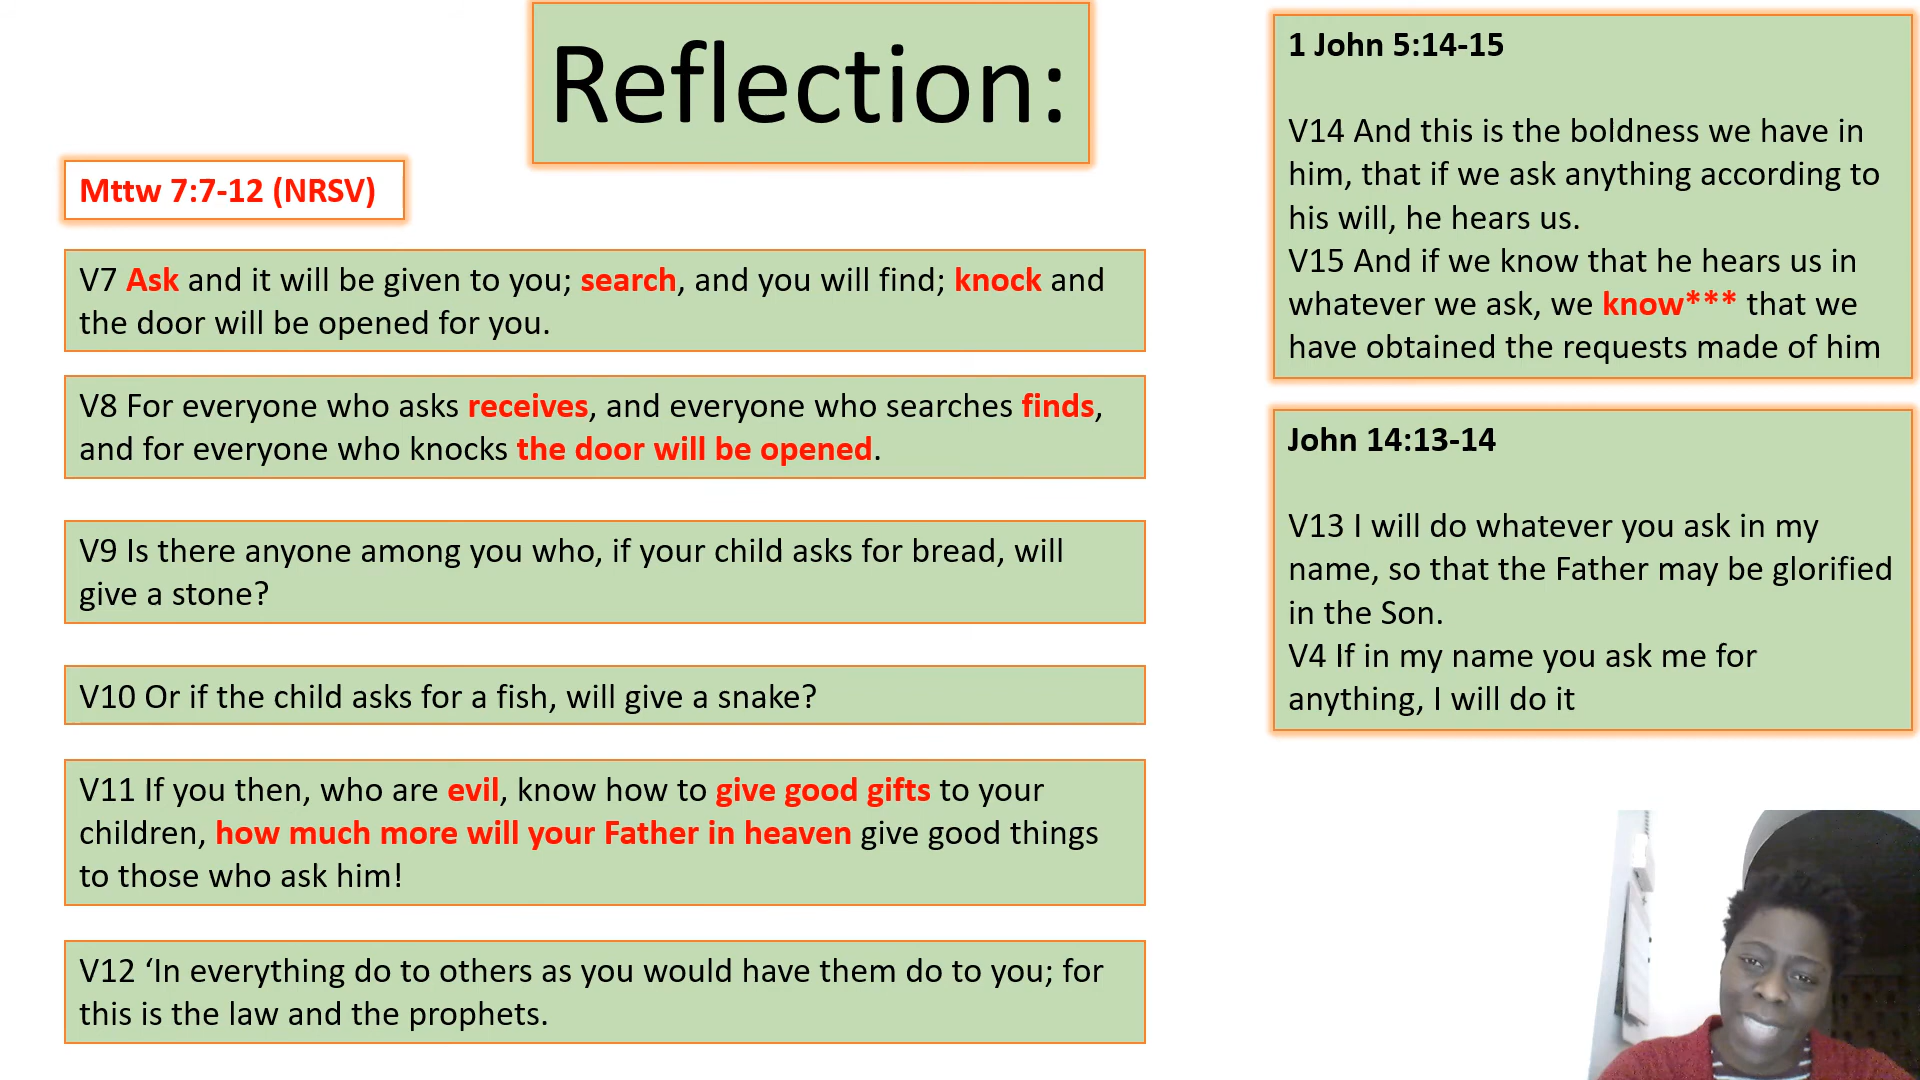 Reflection:
Mttw 7:7-12 (NRSV)
V7 Ask and it will be given to you; search, and you will find; knock and
the door will be opened for you.
V8 For everyone who asks receives, and everyone who searches finds,
and for everyone who knocks the door will be opened.
V9 Is there anyone among you who, if your child asks for bread, will
give a stone?
V10 Or if the child asks for a fish, will give a snake?
V11 If you then, who are evil, know how to give good gifts to your
children, how much more will your Father in heaven give good things
to those who ask him!
V12 ‘In everything do to others as you would have them do to you; for
this is the law and the prophets.
1 John 5:14-15
V14 And this is the boldness we have in
him, that if we ask anything according to
his will, he hears us.
V15 And if we know that he hears us in
whatever we ask, we know*** that we
have obtained the requests made of him
John 14:13-14
V13 I will do whatever you ask in my
name, so that the Father may be glorified
in the Son.
V4 If in my name you ask me for
anything, I will do it